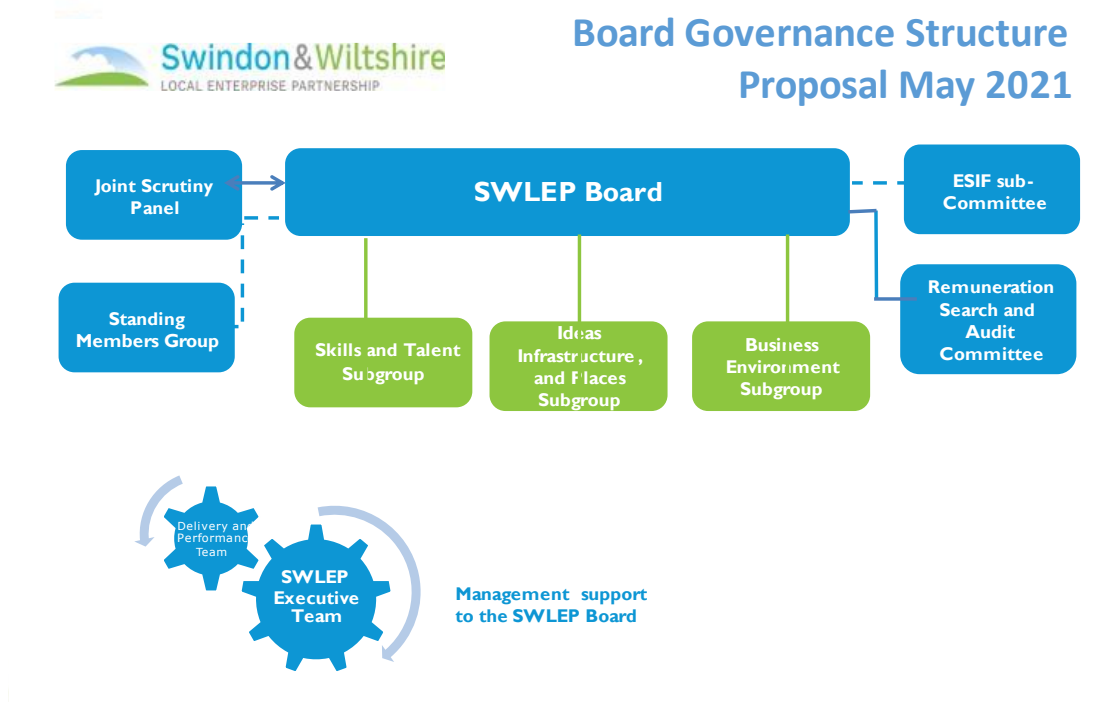 Swindon&Wiltshire
LOCAL ENTERPRISE PARTNERSHIP
Board Governance Structure
Proposal May 2021
Joint Scrutiny
Panel
SWLEP Board
ESIF sub-
Committee
Standing
Members Group
Remuneration
Search and
Audit
Committee
Skills and Talent
Subgroup
Ideas
Infrastructure,
and Places
Subgroup
Business
Environment
Subgroup
Delivery and
Performanc
Team
SWLEP
Executive
Team
Management support
to the SWLEP Board